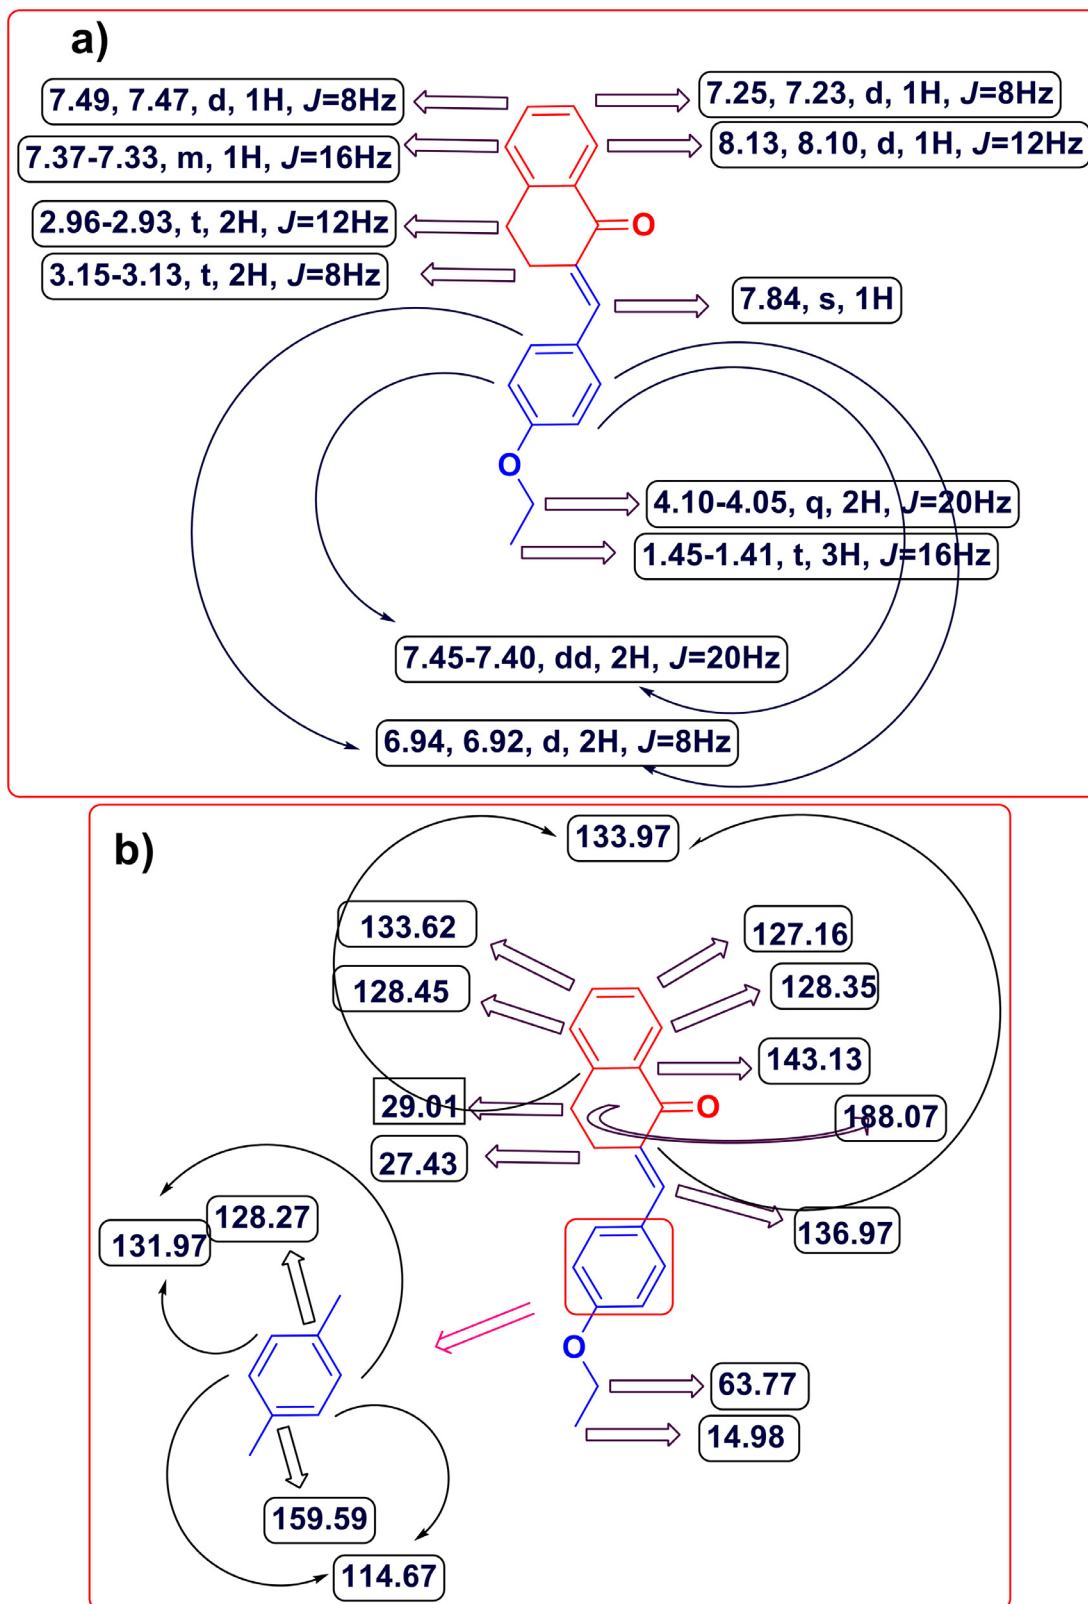 a)
7.49, 7.47, d, 1H, J=8Hz
7.25, 7.23, d, 1H, J=8Hz
7.37-7.33, m, 1H, J=16Hz
8.13, 8.10, d, 1H, J=12Hz
2.96-2.93, t, 2H, J=12Hz
O
3.15-3.13, t, 2H, J=8Hz
7.84, s, 1H
O
4.10-4.05, q, 2H, J=20Hz
1.45-1.41, t, 3H, J=16Hz
7.45-7.40, dd, 2H, J=20Hz
6.94, 6.92, d, 2H, J=8Hz
b)
133.97
133.62
127.16
128.45
128.35
143.13
29.01
O
188.07
27.43
128.27
131.97
136.97
O
63.77
14.98
159.59
114.67